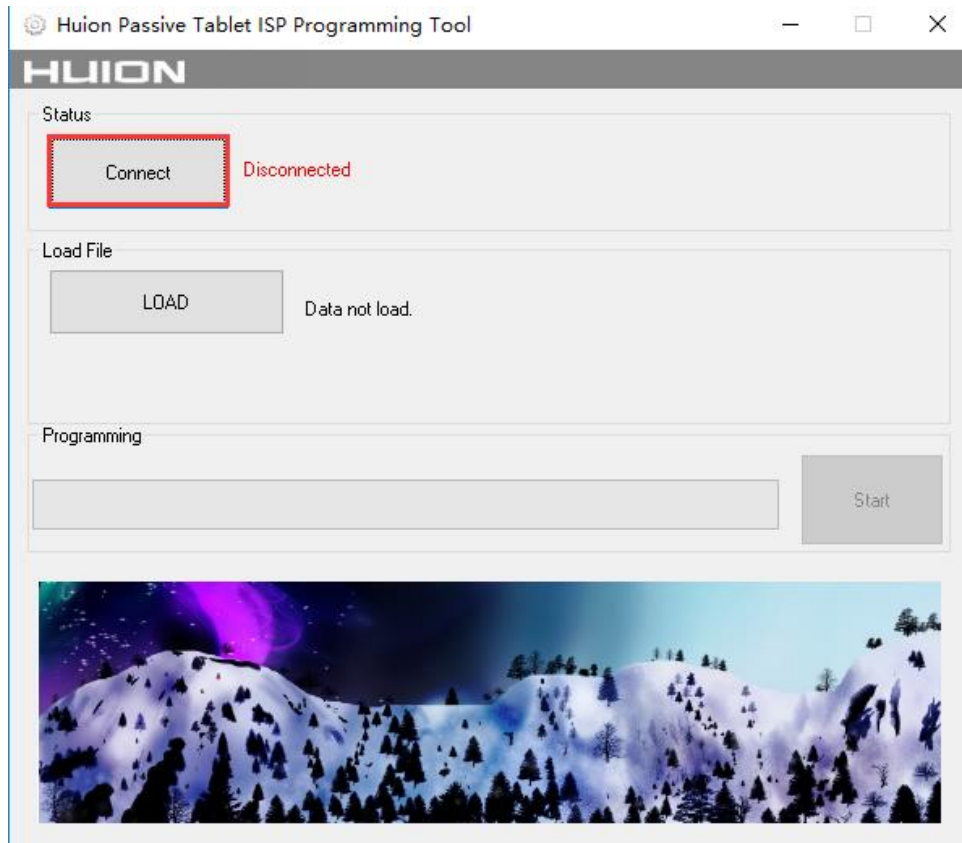 Huion Passive Tablet ISP Programming Tool
HUION
Status
Connect
Disconnected
Load File
LOAD
Data not load.
Programming
Start